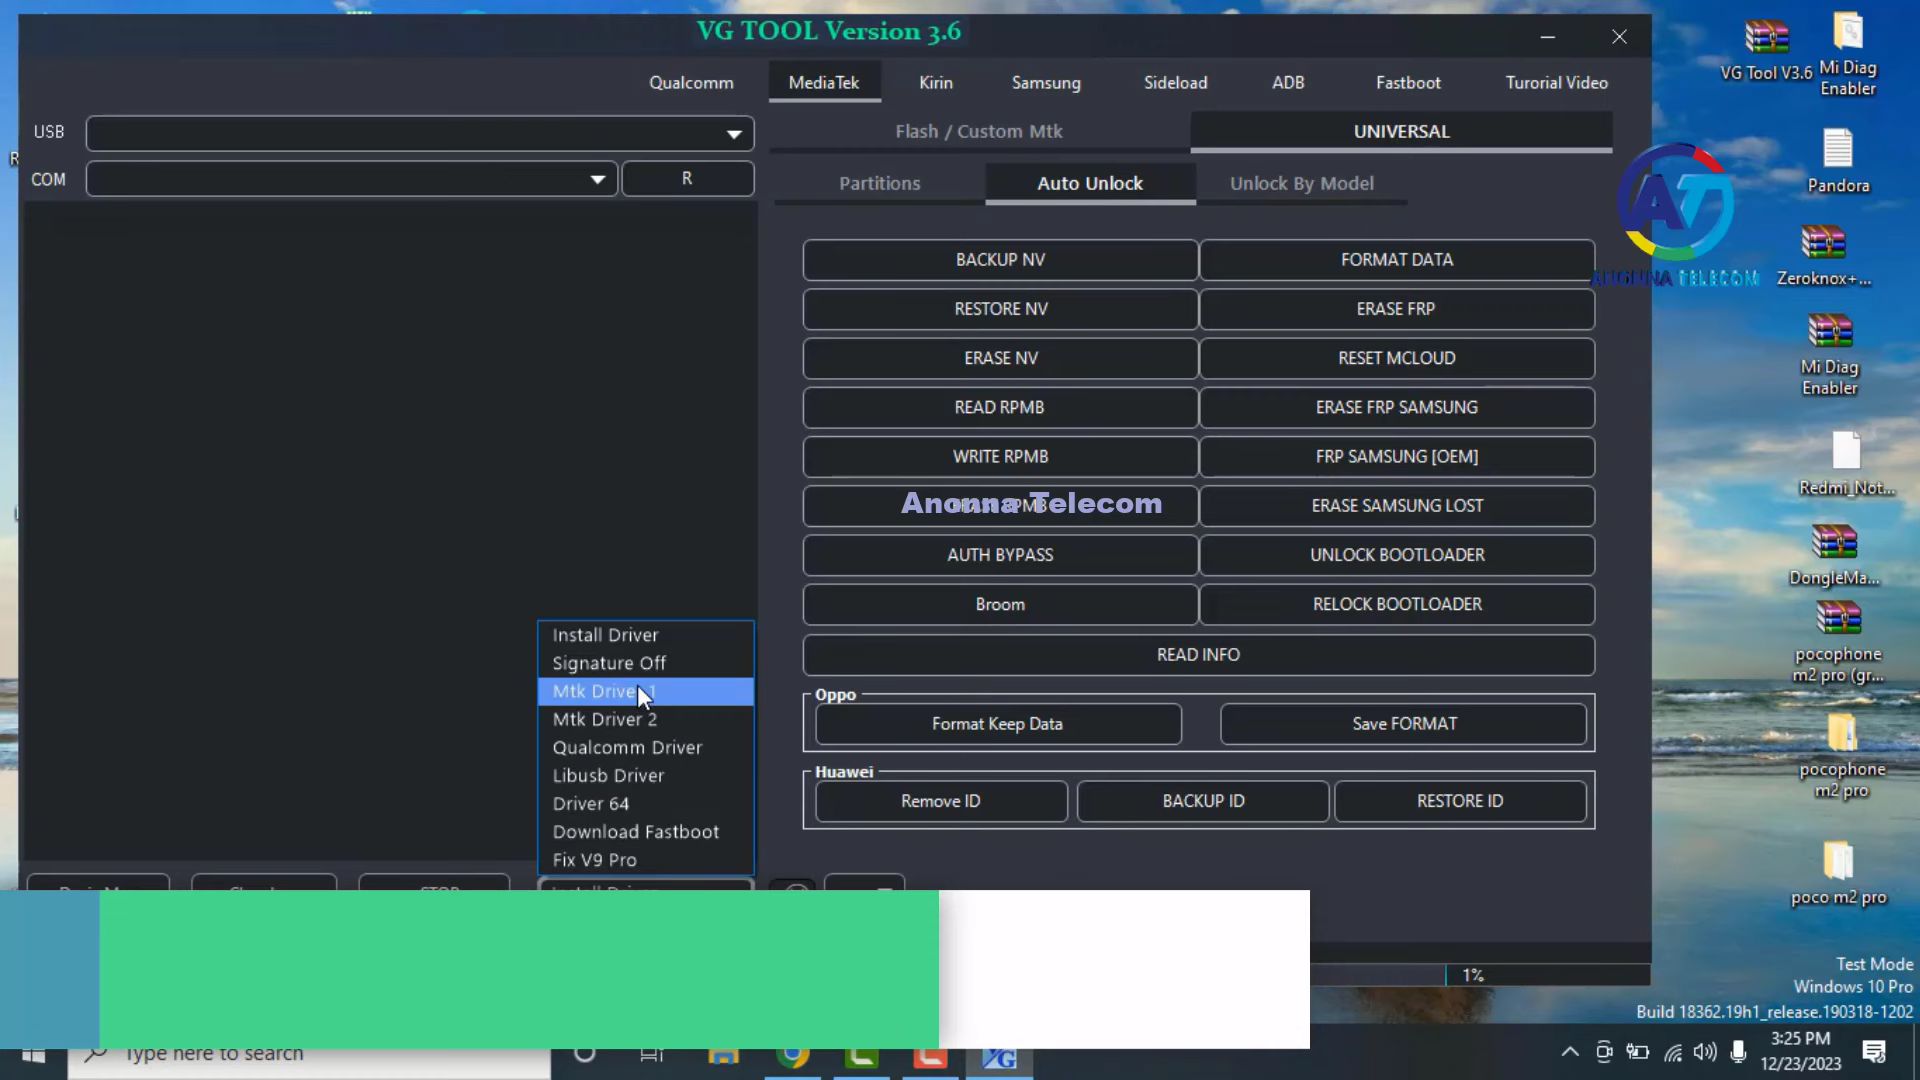 VG TOOL Version 3.6
Qualcomm
MediaTek
Kirin
Samsung
Sideload
ADB
Fastboot
Turorial Video
USB
Flash / Custom Mtk
UNIVERSAL
COM
R
Partitions
Auto Unlock
Unlock By Model
BACKUP NV
FORMAT DATA
RESTORE NV
ERASE FRP
ERASE NV
RESET MCLOUD
READ RPMB
ERASE FRP SAMSUNG
WRITE RPMB
FRP SAMSUNG [OEM]
Anonna Telecom
ERASE SAMSUNG LOST
AUTH BYPASS
UNLOCK BOOTLOADER
Broom
RELOCK BOOTLOADER
READ INFO
Oppo
Format Keep Data
Save FORMAT
Huawei
Remove ID
BACKUP ID
RESTORE ID
Install Driver
Signature Off
Mtk Driver 1
Mtk Driver 2
Qualcomm Driver
Libusb Driver
Driver 64
Download Fastboot
Fix V9 Pro
1%
AT
TELECOM
VG Tool V3.6
Mi Diag
Enabler
Pandora
Zeroknox+...
Mi Diag
Enabler
Redmi_Not...
DongleMa...
pocophone
m2 pro (gr...
pocophone
m2 pro
poco m2 pro
Test Mode
Windows 10 Pro
Build 18362.19h1_release.190318-1202
Type here to search
3:25 PM
12/23/2023